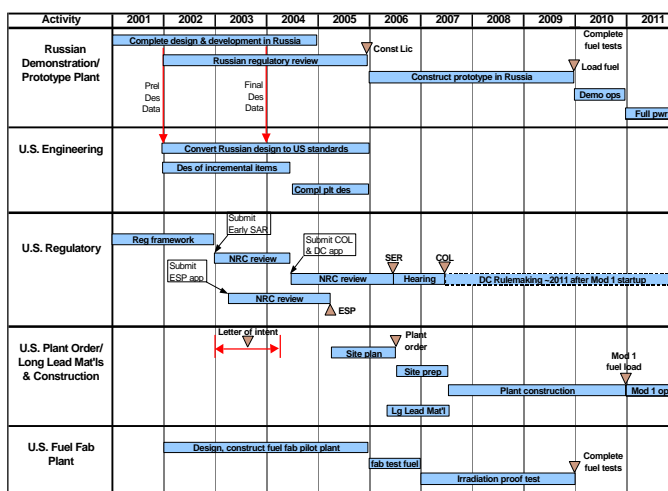 Activity 2001 2002 2003 2004 2005 2006 2007 2008 2009 2010 2011
Russian
Demonstration/
Prototype Plant
Complete design & development in Russia
Const Lic
Complete
fuel tests
Russian regulatory review
Load fuel
Construct prototype in Russia
Prel
Des
Data
Final
Des
Data
Demo ops
Full pwr
U.S. Engineering
Convert Russian design to US standards
Des of incremental items
Compl plt des
U.S. Regulatory
Submit
Early SAR
Reg framework
Submit COL
& DC app
NRC review
SER
COL
Submit
ESP app
NRC review
Hearing
DC Rulemaking ~2011 after Mod 1 startup
NRC review
ESP
U.S. Plant Order/
Long Lead Mat'ls
& Construction
Letter of intent
Plant
order
Site plan
Mod 1
fuel load
Site prep
Plant construction
Mod 1 op
Lg Lead Mat'l
U.S. Fuel Fab
Plant
Design, construct fuel fab pilot plant
Complete
fuel tests
fab test fuel
Irradiation proof test